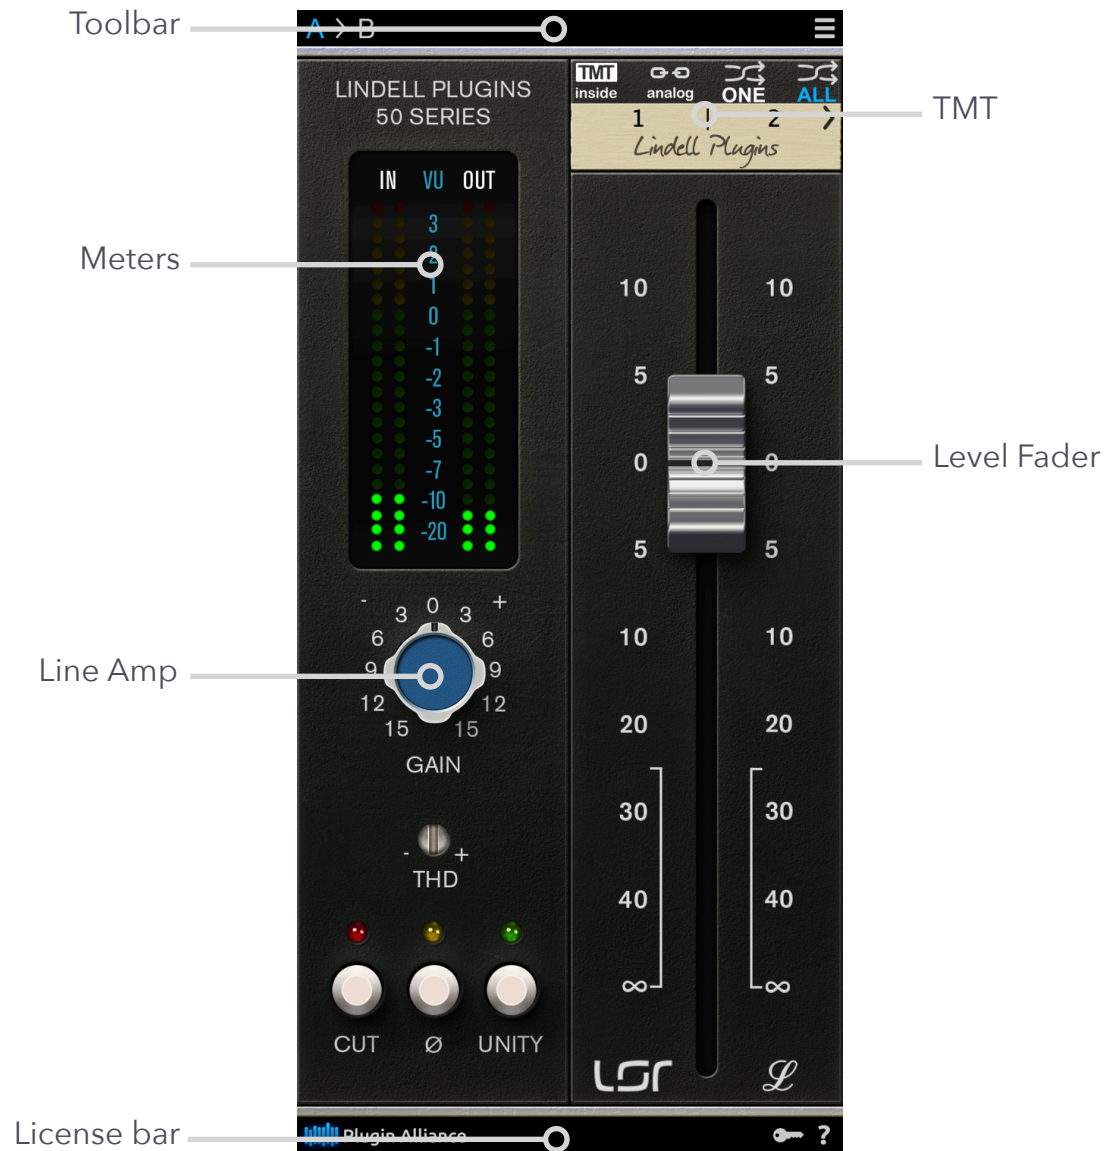 Toolbar
A > B
TMT inside
analog
ONE
ALL
TMT
1 | 2 >
Lindell Plugins
LINDELL PLUGINS
50 SERIES
IN VU OUT
3
2
1
0
-1
-2
-3
-5
-7
-10
-20
Meters
10 10
5 5
0 0
5 5
10 10
20 20
30 30
40 40
∞ ∞
Level Fader
Line Amp
- 0 +
3 3
6 6
9 9
12 12
15 15
GAIN
- +
THD
CUT Ø UNITY
LSR L
License bar
Plugin Alliance
?